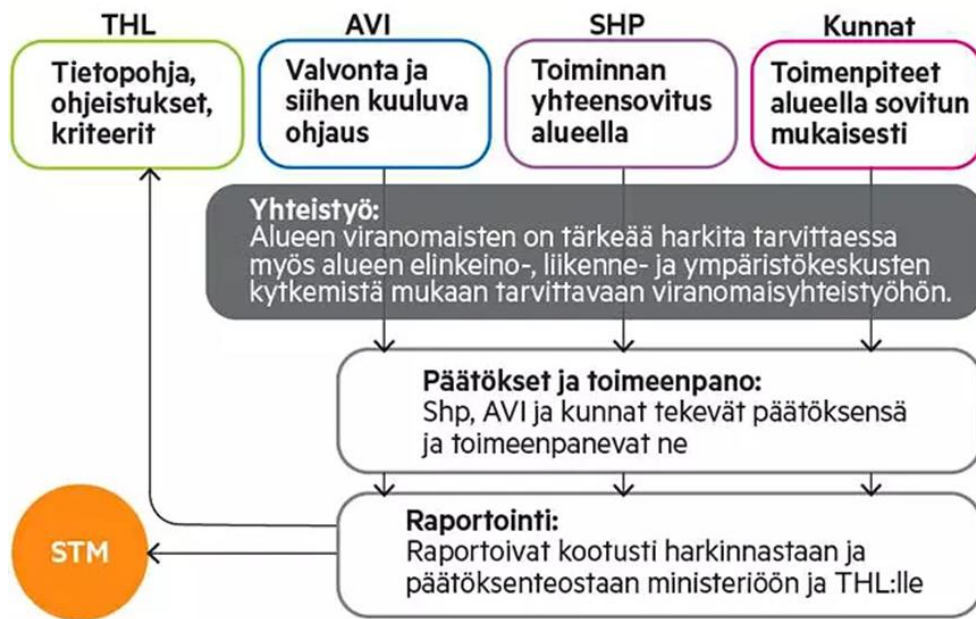 THL
AVI
SHP
Kunnat
Tietopohja,
ohjeistukset,
kriteerit
Valvonta ja
siihen kuuluva
ohjaus
Toiminnan
yhteensovitus
alueella
Toimenpiteet
alueella sovitun
mukaisesti
Yhteistyö:
Alueen viranomaisten on tärkeää harkita tarvittaessa
myös alueen elinkeino-, liikenne- ja ympäristökeskusten
kytkemistä mukaan tarvittavaan viranomaisyhteistyöhön.
Päätökset ja toimeenpano:
Shp, AVI ja kunnat tekevät päätöksensä
ja toimeenpanevat ne
Raportointi:
Raportoivat kootusti harkinnastaan ja
päätöksenteostaan ministeriöön ja THL:lle
STM